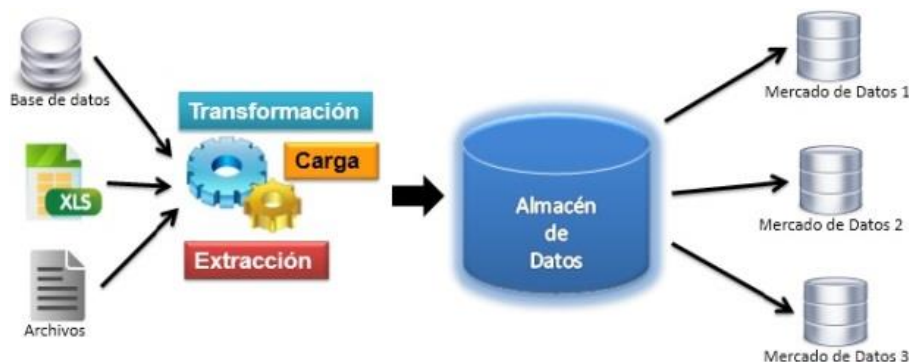 Base de datos
XLS
Archivos
Transformación
Carga
Extracción
Almacén
de
Datos
Mercado de Datos 1
Mercado de Datos 2
Mercado de Datos 3